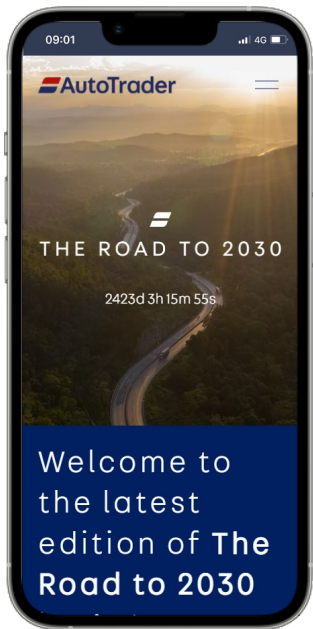 09:01
4G
AutoTrader
THE ROAD TO 2030
2423d 3h 15m 55s
Welcome to
the latest
edition of The
Road to 2030